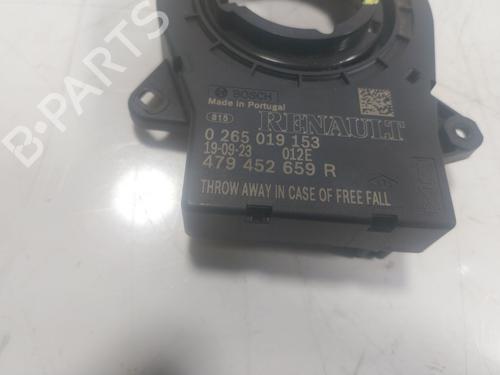 BOSCH
Made in Portugal
815
RENAULT
0 265 019 153
19-09-23 012E
479 452 659 R
THROW AWAY IN CASE OF FREE FALL
B-PARTS